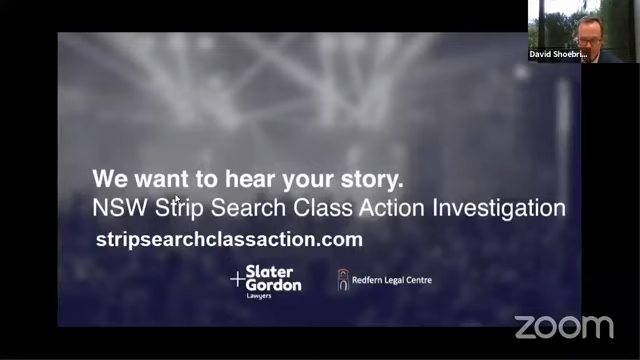 David Shoebri...
We want to hear your story.
NSW Strip Search Class Action Investigation
stripsearchclassaction.com
Slater
Gordon
Lawyers
Redfern Legal Centre
zoom